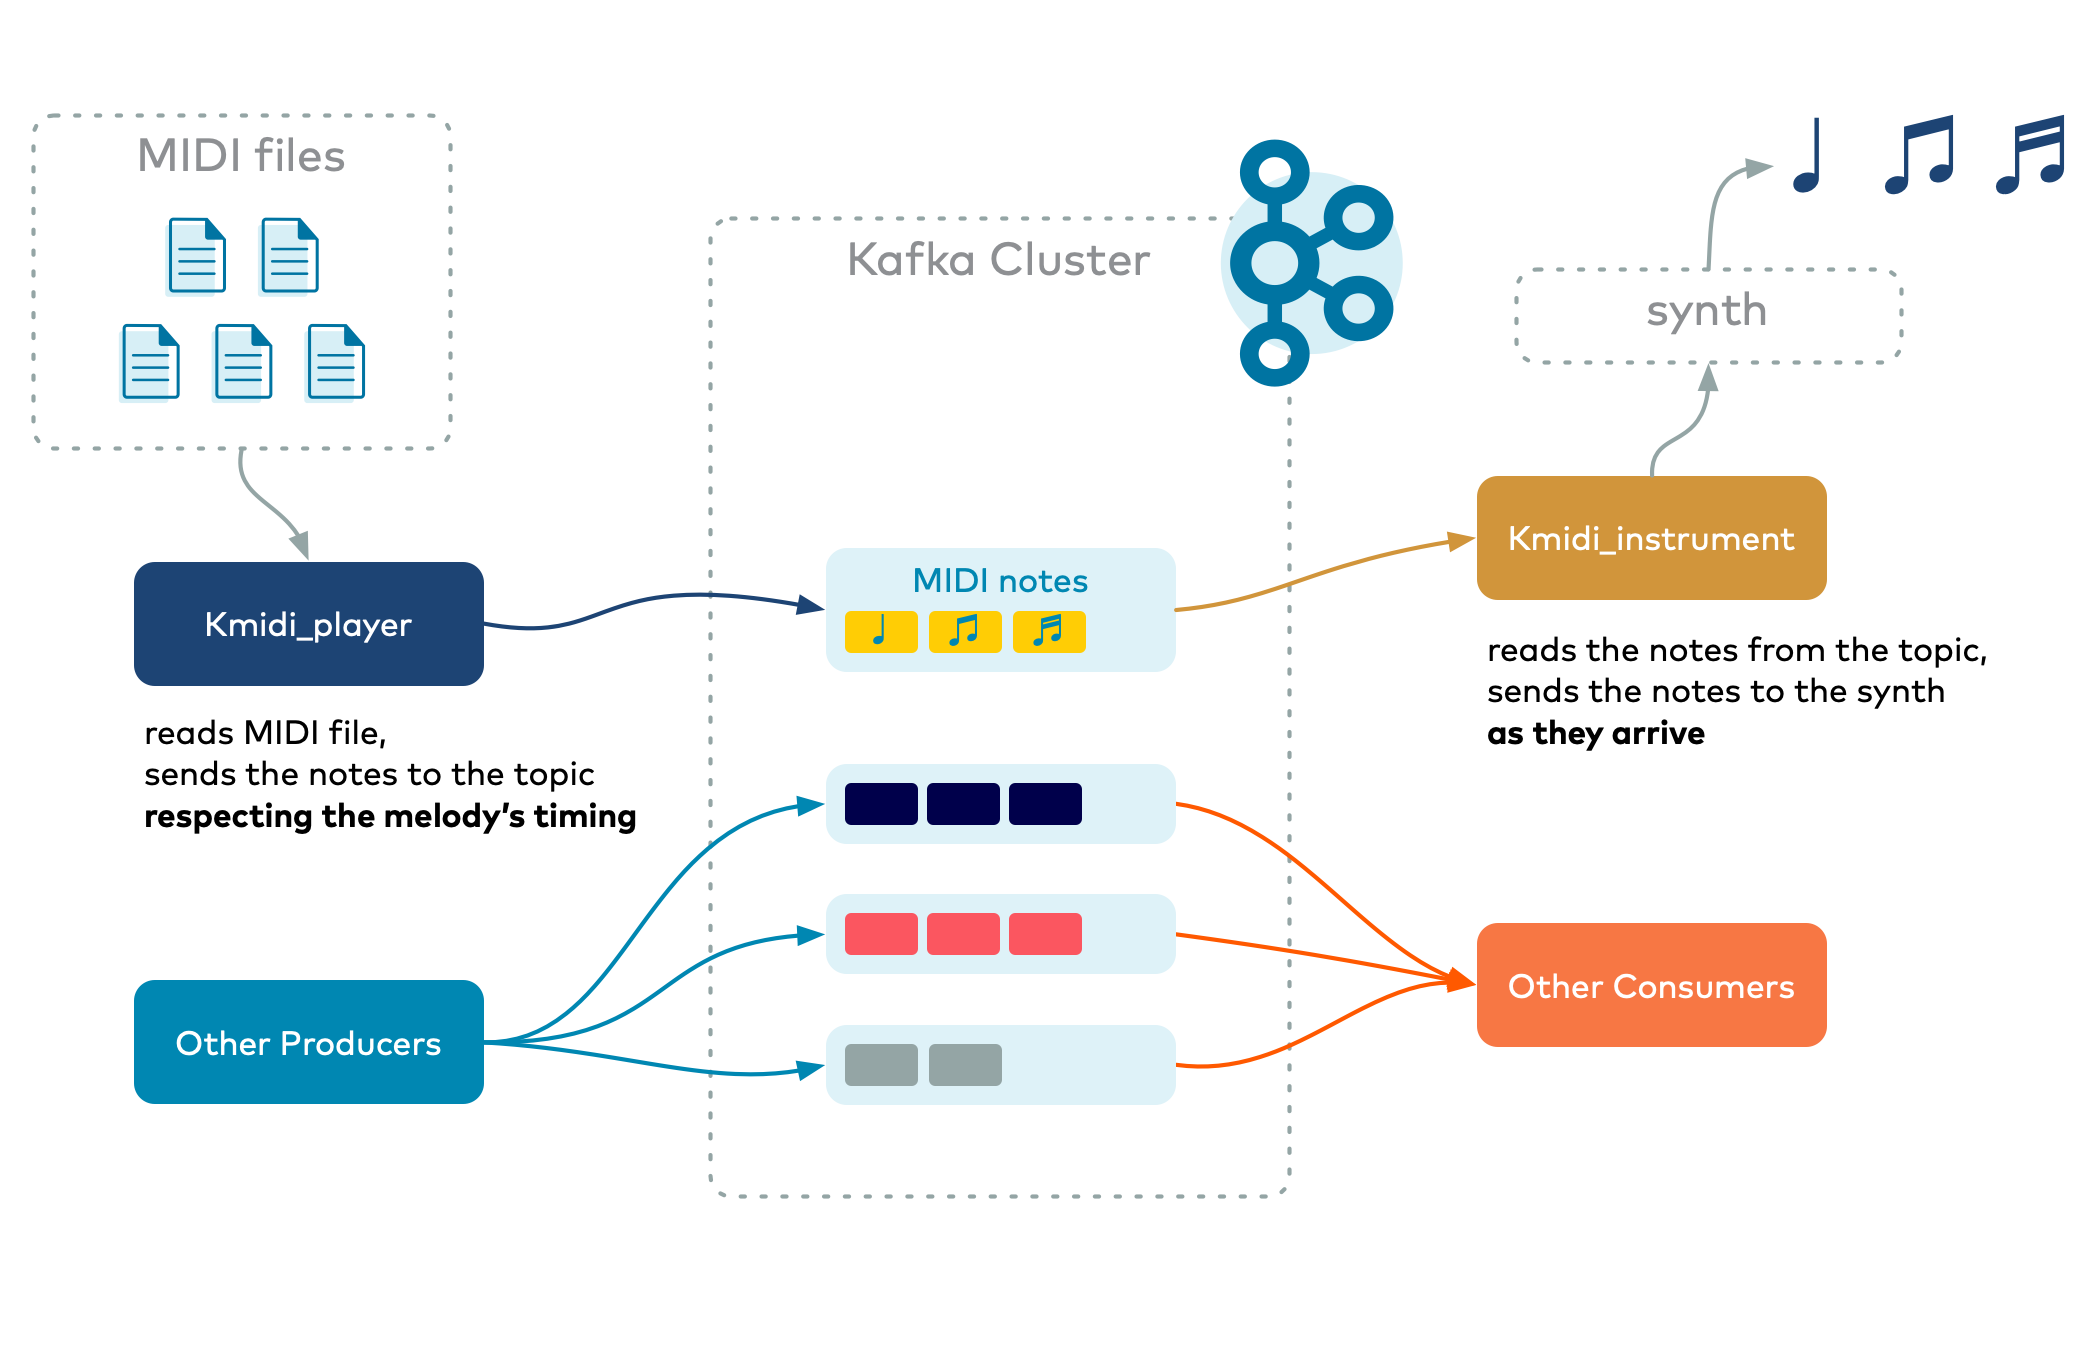 MIDI files
Kafka Cluster
synth
Kmidi_player
MIDI notes
Kmidi_instrument
reads MIDI file,
sends the notes to the topic
respecting the melody’s timing
reads the notes from the topic,
sends the notes to the synth
as they arrive
Other Producers
Other Consumers